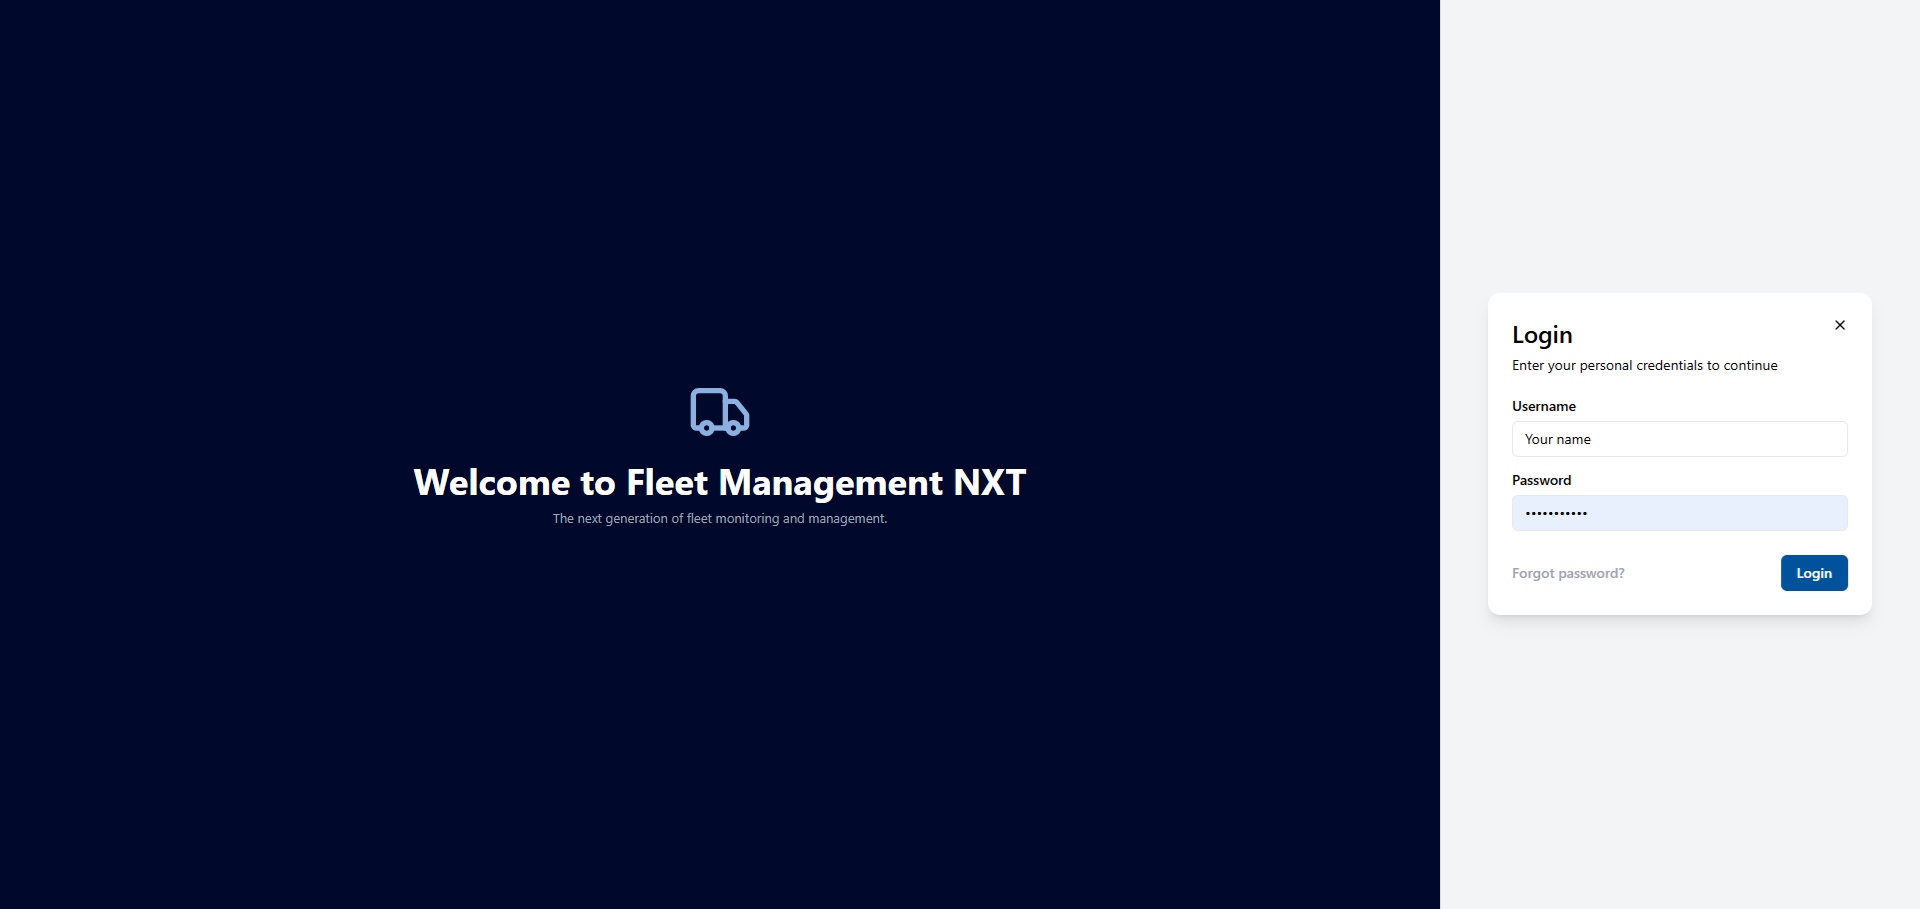 Welcome to Fleet Management NXT
The next generation of fleet monitoring and management.
Login
Enter your personal credentials to continue
Username
Your name
Password
•••••••••••
Forgot password?
Login